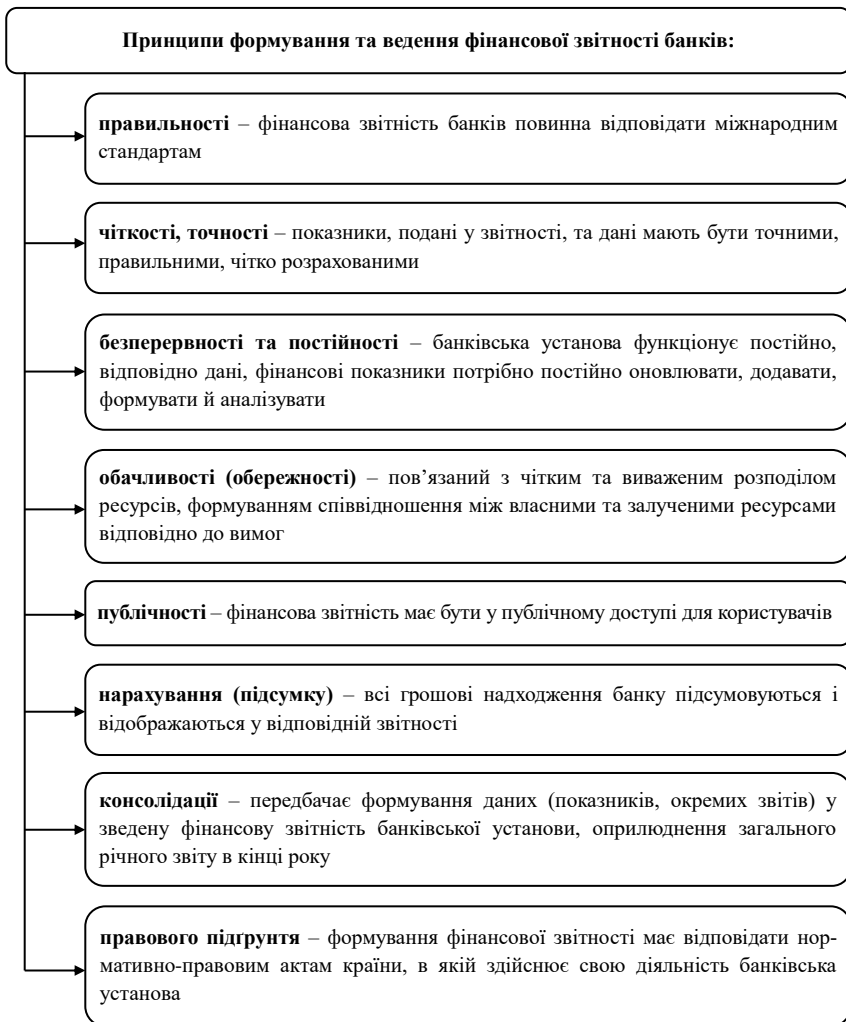 Принципи формування та ведення фінансової звітності банків:
правильності – фінансова звітність банків повинна відповідати міжнародним
стандартам
чіткості, точності – показники, подані у звітності, та дані мають бути точними,
правильними, чітко розрахованими
безперервності та постійності – банківська установа функціонує постійно,
відповідно дані, фінансові показники потрібно постійно оновлювати, додавати,
формувати й аналізувати
обачливості (обережності) – пов’язаний з чітким та виваженим розподілом
ресурсів, формуванням співвідношення між власними та залученими ресурсами
відповідно до вимог
публічності – фінансова звітність має бути у публічному доступі для користувачів
нарахування (підсумку) – всі грошові надходження банку підсумовуються і
відображаються у відповідній звітності
консолідації – передбачає формування даних (показників, окремих звітів) у
зведену фінансову звітність банківської установи, оприлюднення загального
річного звіту в кінці року
правового підґрунтя – формування фінансової звітності має відповідати нор-
мативно-правовим актам країни, в якій здійснює свою діяльність банківська
установа